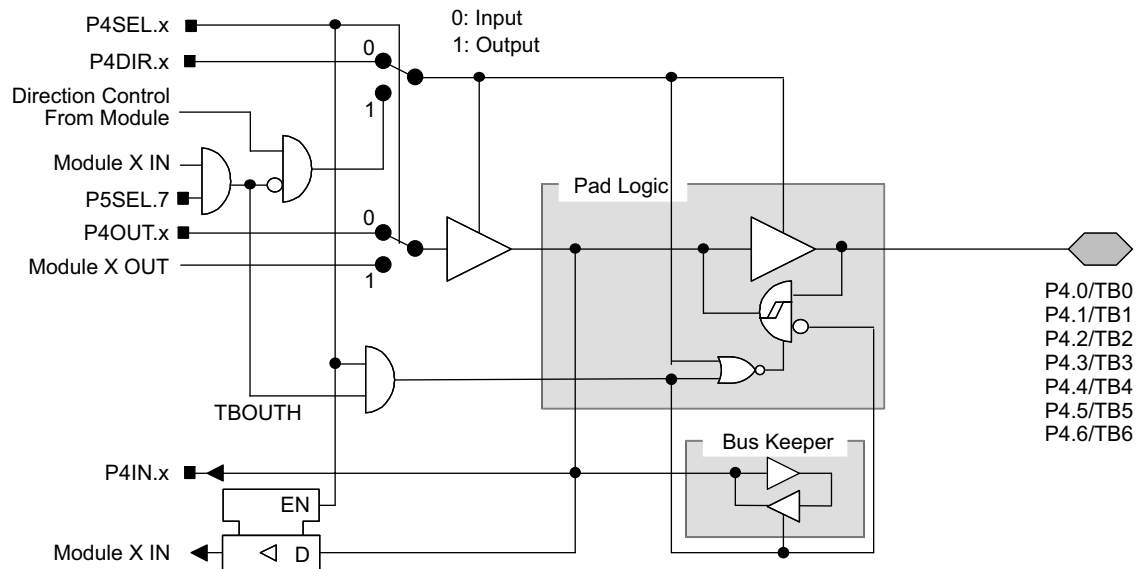 P4SEL.x
0: Input
1: Output
P4DIR.x
0
Direction Control
From Module
1
Module X IN
P5SEL.7
Pad Logic
P4OUT.x
0
Module X OUT
1
P4.0/TB0
P4.1/TB1
P4.2/TB2
P4.3/TB3
P4.4/TB4
P4.5/TB5
P4.6/TB6
TBOUTH
Bus Keeper
P4IN.x
EN
Module X IN
D